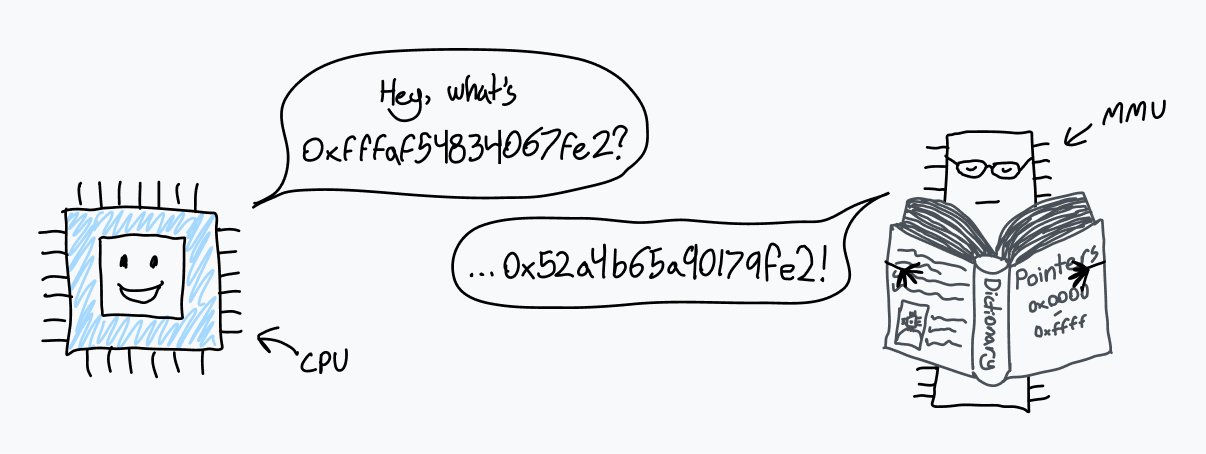 Hey, what's
0xfffaf54834067fe2?
...0x52a4b65a90179fe2!
CPU
MMU
Dictionary
Pointers
0x0000
-
0xffff